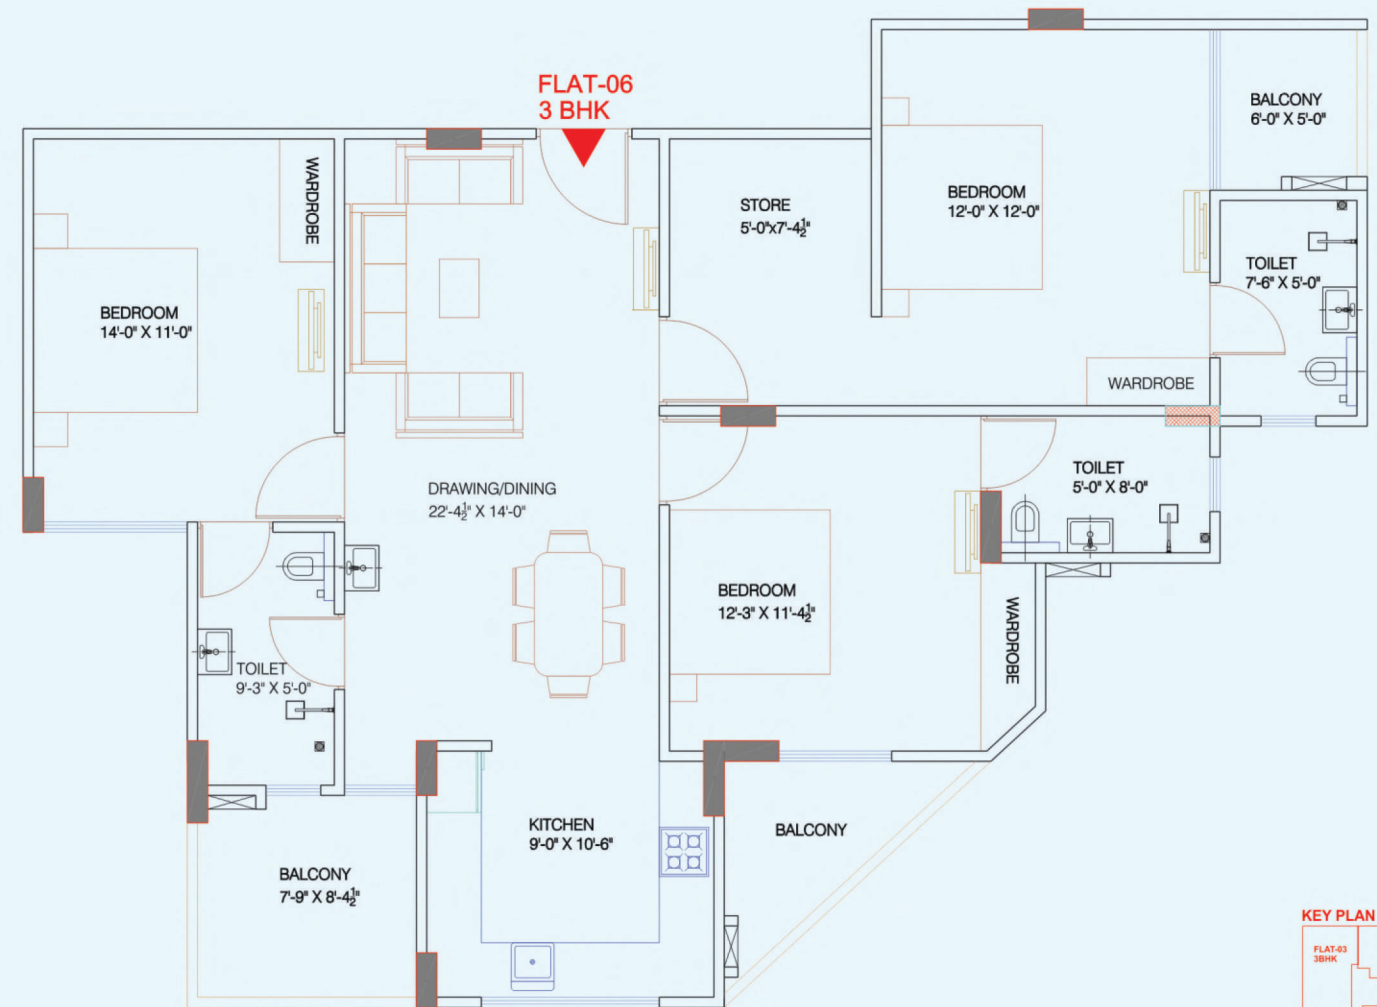 FLAT-06
3 BHK
BALCONY
6'-0" X 5'-0"
WARDROBE
BEDROOM
12'-0" X 12'-0"
STORE
5'-0"x7'-4½"
TOILET
7'-6" X 5'-0"
BEDROOM
14'-0" X 11'-0"
WARDROBE
TOILET
5'-0" X 8'-0"
DRAWING/DINING
22'-4½" X 14'-0"
BEDROOM
12'-3" X 11'-4½"
WARDROBE
TOILET
9'-3" X 5'-0"
KITCHEN
9'-0" X 10'-6"
BALCONY
BALCONY
7'-9" X 8'-4½"
KEY PLAN
FLAT-03
3BHK